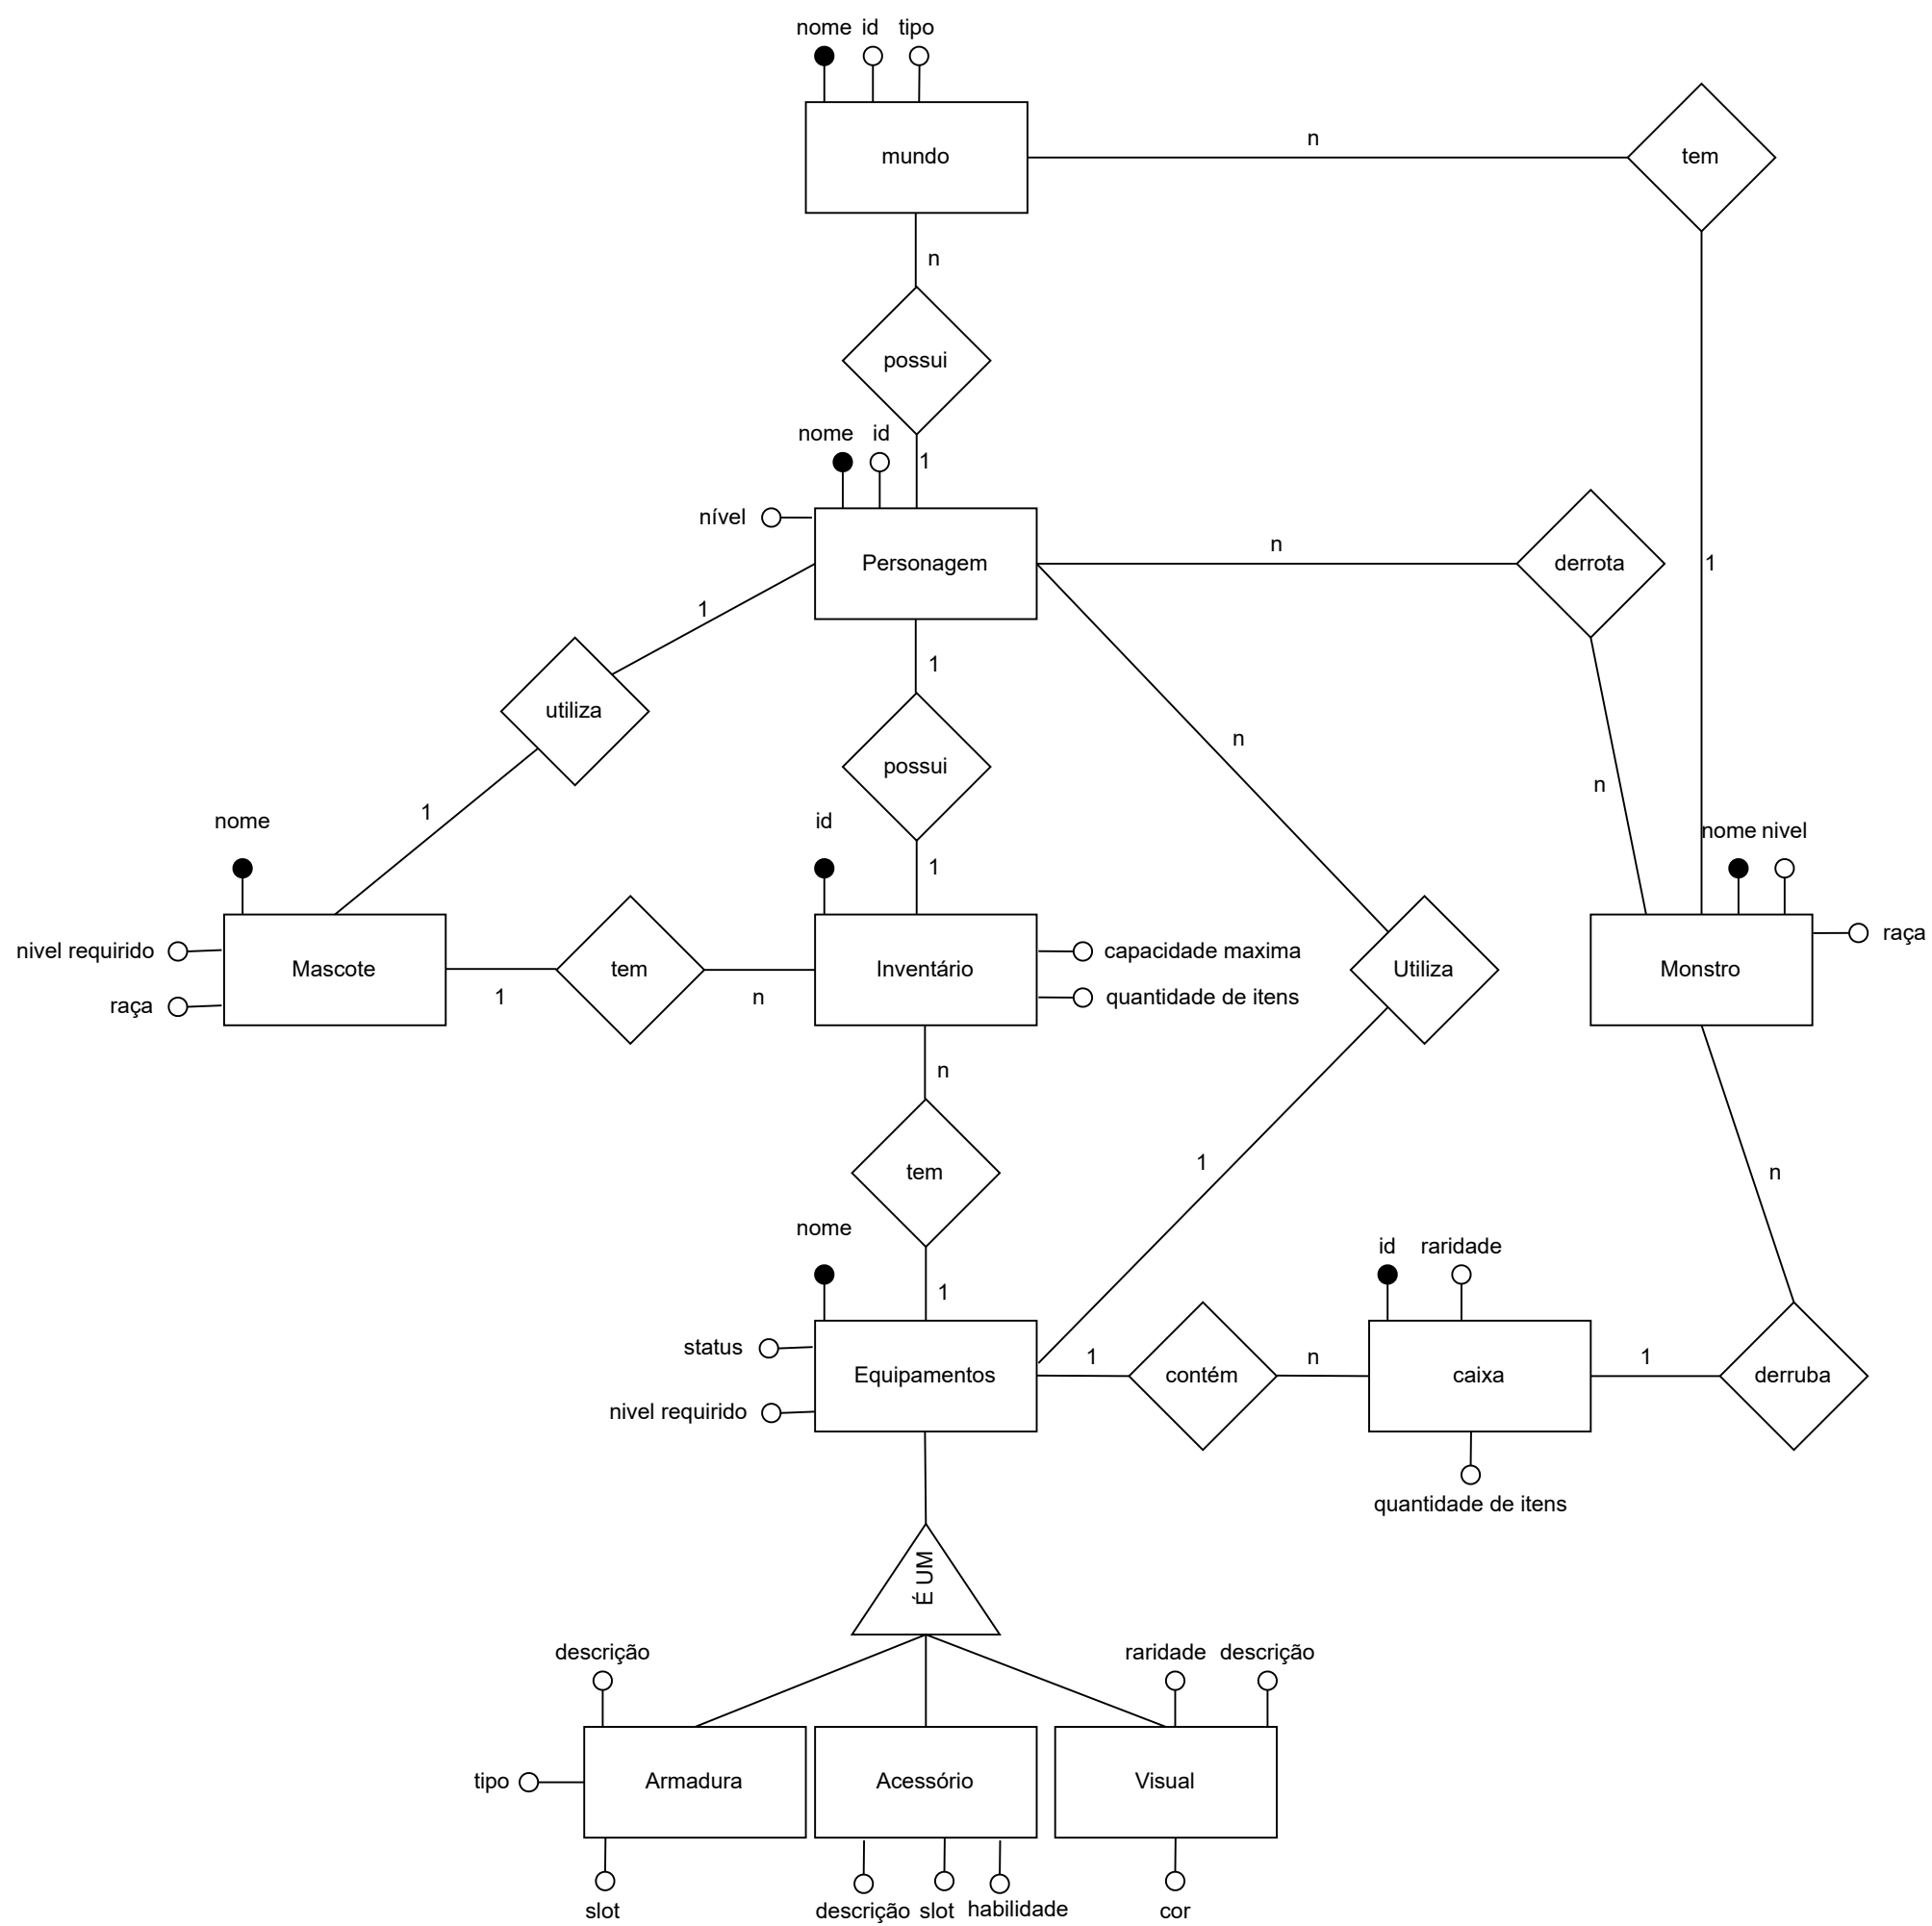 nome id tipo
mundo
n
tem
n
possui
nome id
1
nível
Personagem
n
derrota
1
1
utiliza
1
possui
n
n
1
nome
id
1
nome nivel
nivel requirido
raça
Mascote
1
tem
n
Inventário
capacidade maxima
quantidade de itens
Utiliza
Monstro
raça
n
tem
1
n
nome
1
id raridade
status
nivel requirido
Equipamentos
1
contém
n
caixa
1
derruba
quantidade de itens
É UM
descrição
raridade descrição
tipo
Armadura
Acessório
Visual
slot
descrição slot habilidade
cor